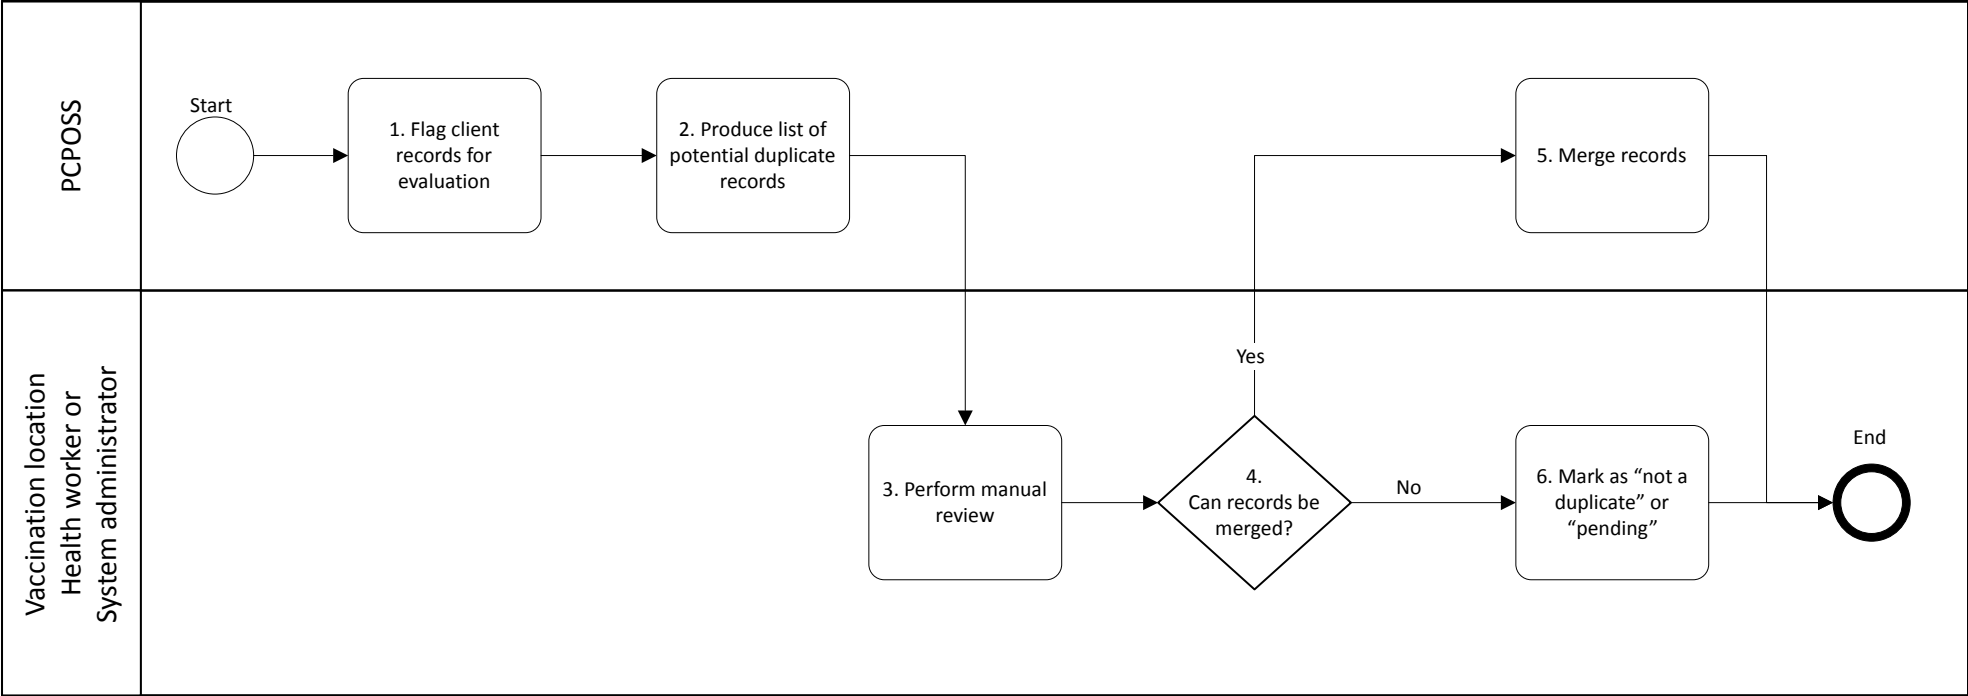 PCPOSS
Start
1. Flag client
records for
evaluation
2. Produce list of
potential duplicate
records
5. Merge records
Vaccination location
Health worker or
System administrator
3. Perform manual
review
4.
Can records be
merged?
Yes
No
6. Mark as “not a
duplicate” or
“pending”
End